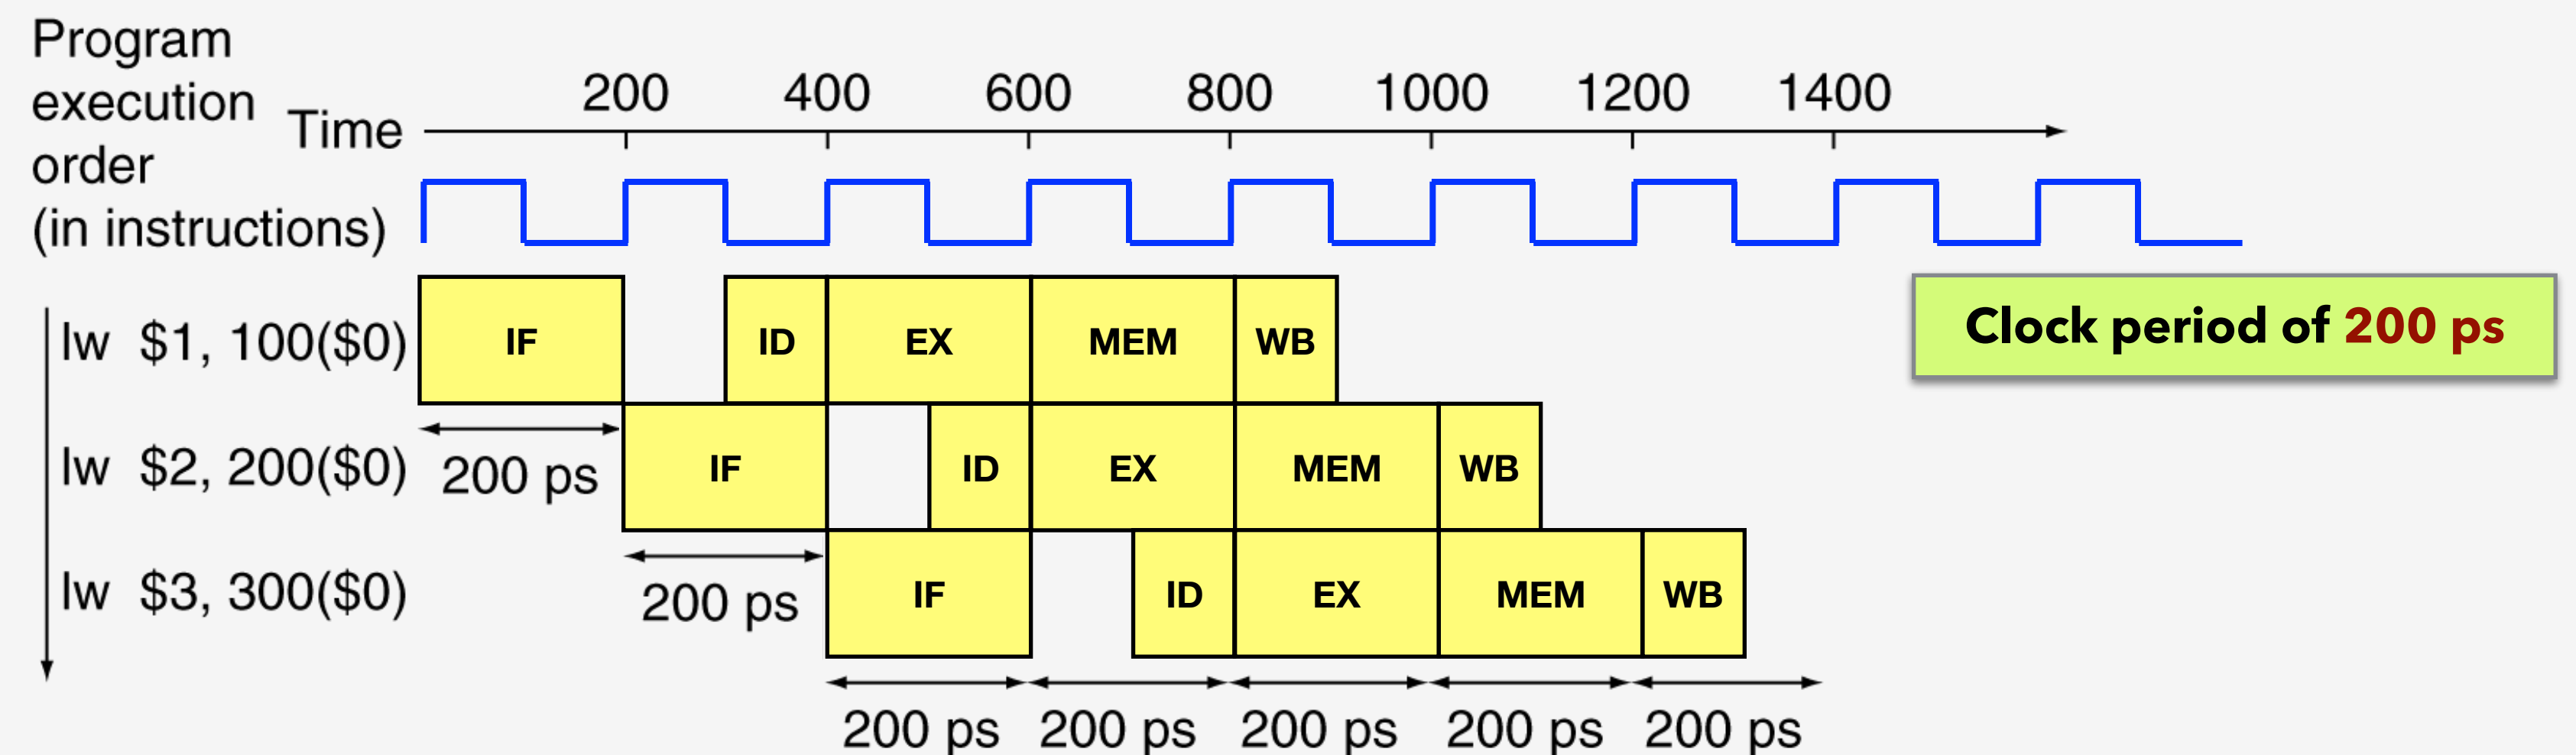 Program
execution
order
(in instructions)
Time
200 400 600 800 1000 1200 1400
Clock period of 200 ps
lw $1, 100($0) IF ID EX MEM WB
200 ps
lw $2, 200($0) IF ID EX MEM WB
200 ps
lw $3, 300($0) IF ID EX MEM WB
200 ps 200 ps 200 ps 200 ps 200 ps